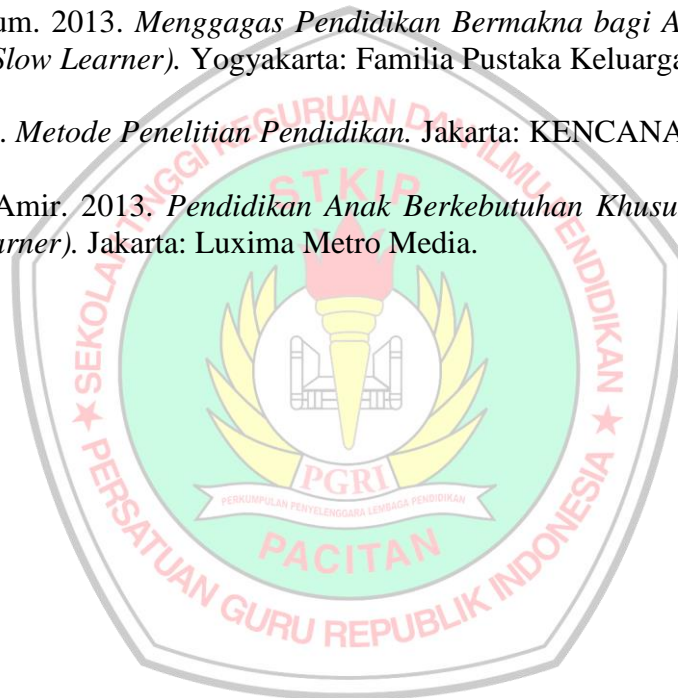 um. 2013. Menggagas Pendidikan Bermakna bagi A
Slow Learner). Yogyakarta: Familia Pustaka Keluarga
. Metode Penelitian Pendidikan. Jakarta: KENCANA
Amir. 2013. Pendidikan Anak Berkebutuhan Khusu
arner). Jakarta: Luxima Metro Media.
SEKOLAH TINGGI KEGURUAN DAN ILMU PENDIDIKAN
STKIP
PGRI
PERKUMPULAN PENYELENGGARA LEMBAGA PENDIDIKAN
PACITAN
★ PERSATUAN GURU REPUBLIK INDONESIA ★